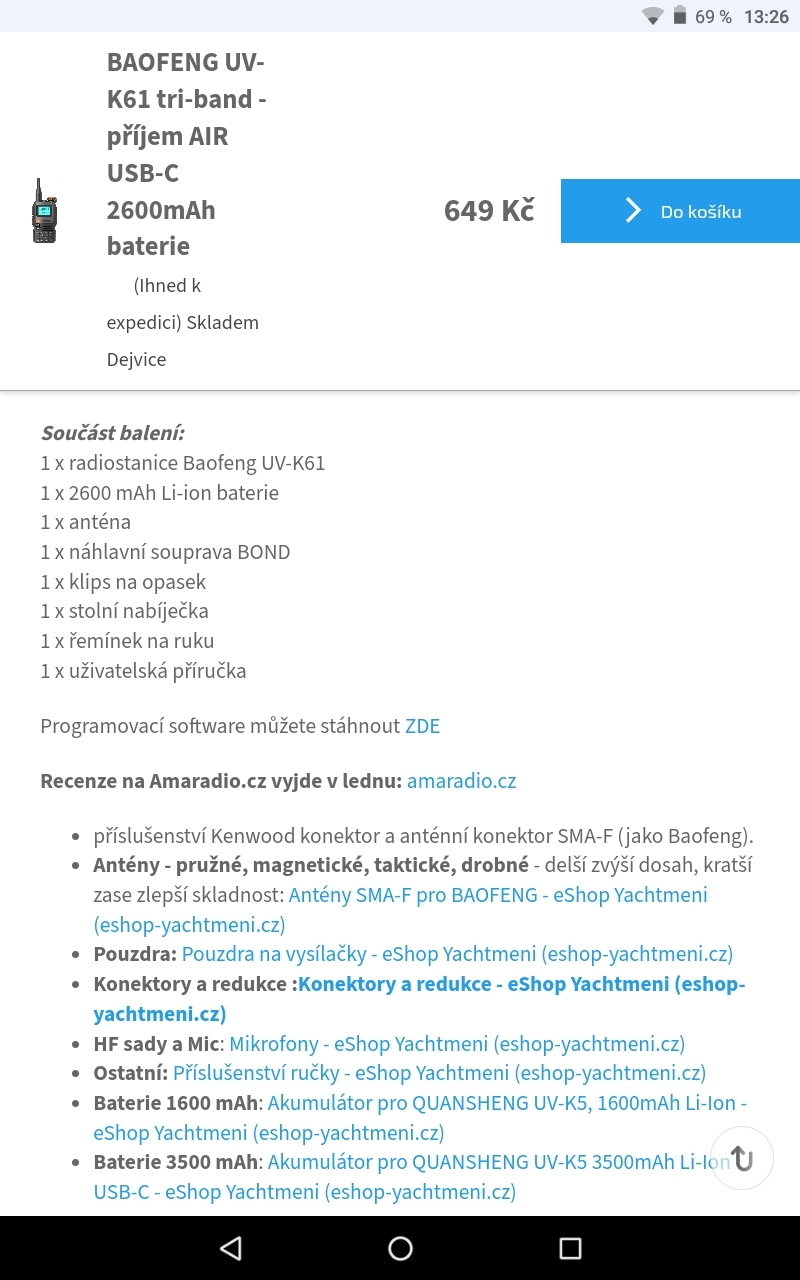 69 % 13:26
BAOFENG UV-
K61 tri-band -
příjem AIR
USB-C
2600mAh
baterie
(Ihned k
expedici) Skladem
Dejvice
649 Kč
Do košíku
Součást balení:
1 x radiostanice Baofeng UV-K61
1 x 2600 mAh Li-ion baterie
1 x anténa
1 x náhlavní souprava BOND
1 x klips na opasek
1 x stolní nabíječka
1 x řemínek na ruku
1 x uživatelská příručka
Programovací software můžete stáhnout ZDE
Recenze na Amaradio.cz vyjde v lednu: amaradio.cz
• příslušenství Kenwood konektor a anténní konektor SMA-F (jako Baofeng).
• Antény - pružné, magnetické, taktické, drobné - delší zvýší dosah, kratší
zase zlepší skladnost: Antény SMA-F pro BAOFENG - eShop Yachtmeni
(eshop-yachtmeni.cz)
• Pouzdra: Pouzdra na vysílačky - eShop Yachtmeni (eshop-yachtmeni.cz)
• Konektory a redukce :Konektory a redukce - eShop Yachtmeni (eshop-
yachtmeni.cz)
• HF sady a Mic: Mikrofony - eShop Yachtmeni (eshop-yachtmeni.cz)
• Ostatní: Příslušenství ručky - eShop Yachtmeni (eshop-yachtmeni.cz)
• Baterie 1600 mAh: Akumulátor pro QUANSHENG UV-K5, 1600mAh Li-Ion -
eShop Yachtmeni (eshop-yachtmeni.cz)
• Baterie 3500 mAh: Akumulátor pro QUANSHENG UV-K5 3500mAh Li-Ion
USB-C - eShop Yachtmeni (eshop-yachtmeni.cz)